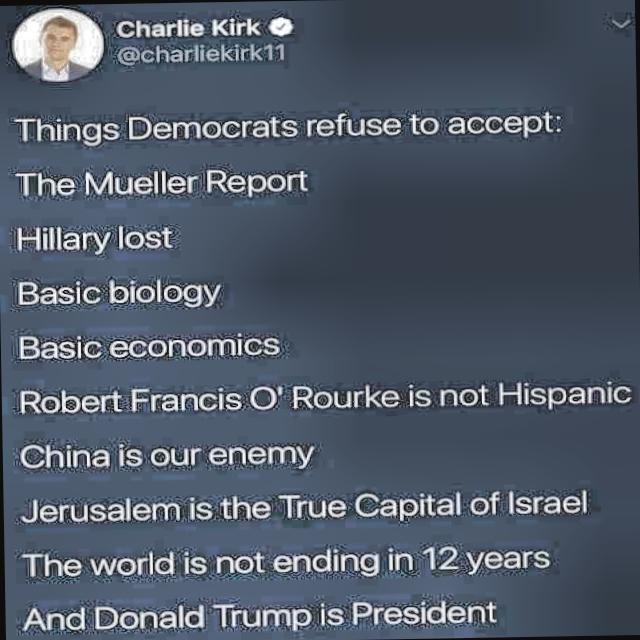 Charlie Kirk
@charliekirk11
Things Democrats refuse to accept:
The Mueller Report
Hillary lost
Basic biology
Basic economics
Robert Francis O' Rourke is not Hispanic
China is our enemy
Jerusalem is the True Capital of Israel
The world is not ending in 12 years
And Donald Trump is President